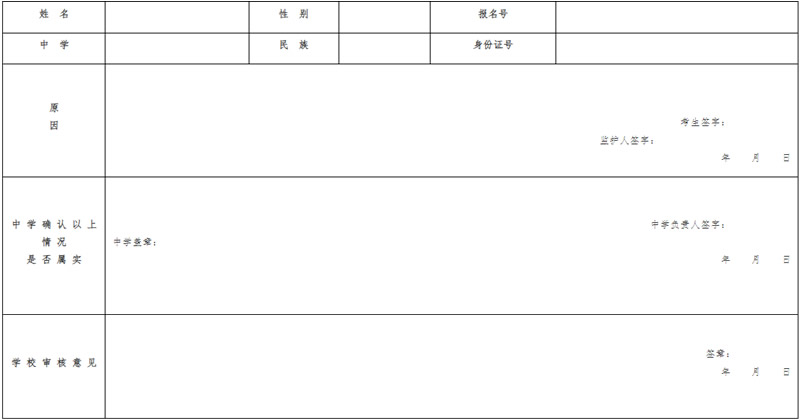 姓 名 性 别 报名号
中 学 民 族 身份证号
原
因
考生签字：
监护人签字：
年 月 日
中 学 确 认 以 上
情 况
是 否 属 实
中学负责人签字：
中学签章：
年 月 日
学 校 审 核 意 见
签章：
年 月 日